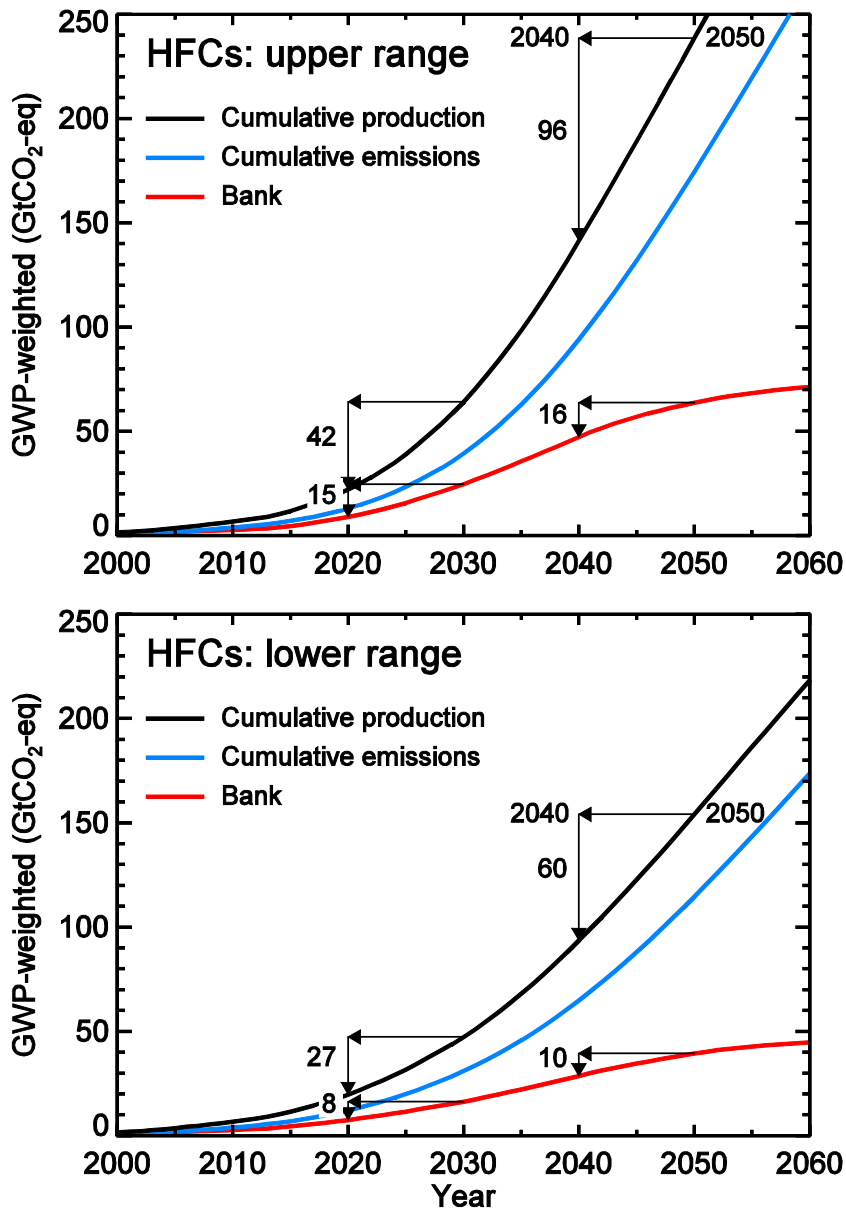 HFCs: upper range
Cumulative production
Cumulative emissions
Bank
GWP-weighted (GtCO2-eq)
250
200
150
100
50
0
2040
2050
96
42
15
16
2000 2010 2020 2030 2040 2050 2060
HFCs: lower range
Cumulative production
Cumulative emissions
Bank
GWP-weighted (GtCO2-eq)
250
200
150
100
50
0
2040
2050
60
27
8
10
2000 2010 2020 2030 2040 2050 2060
Year